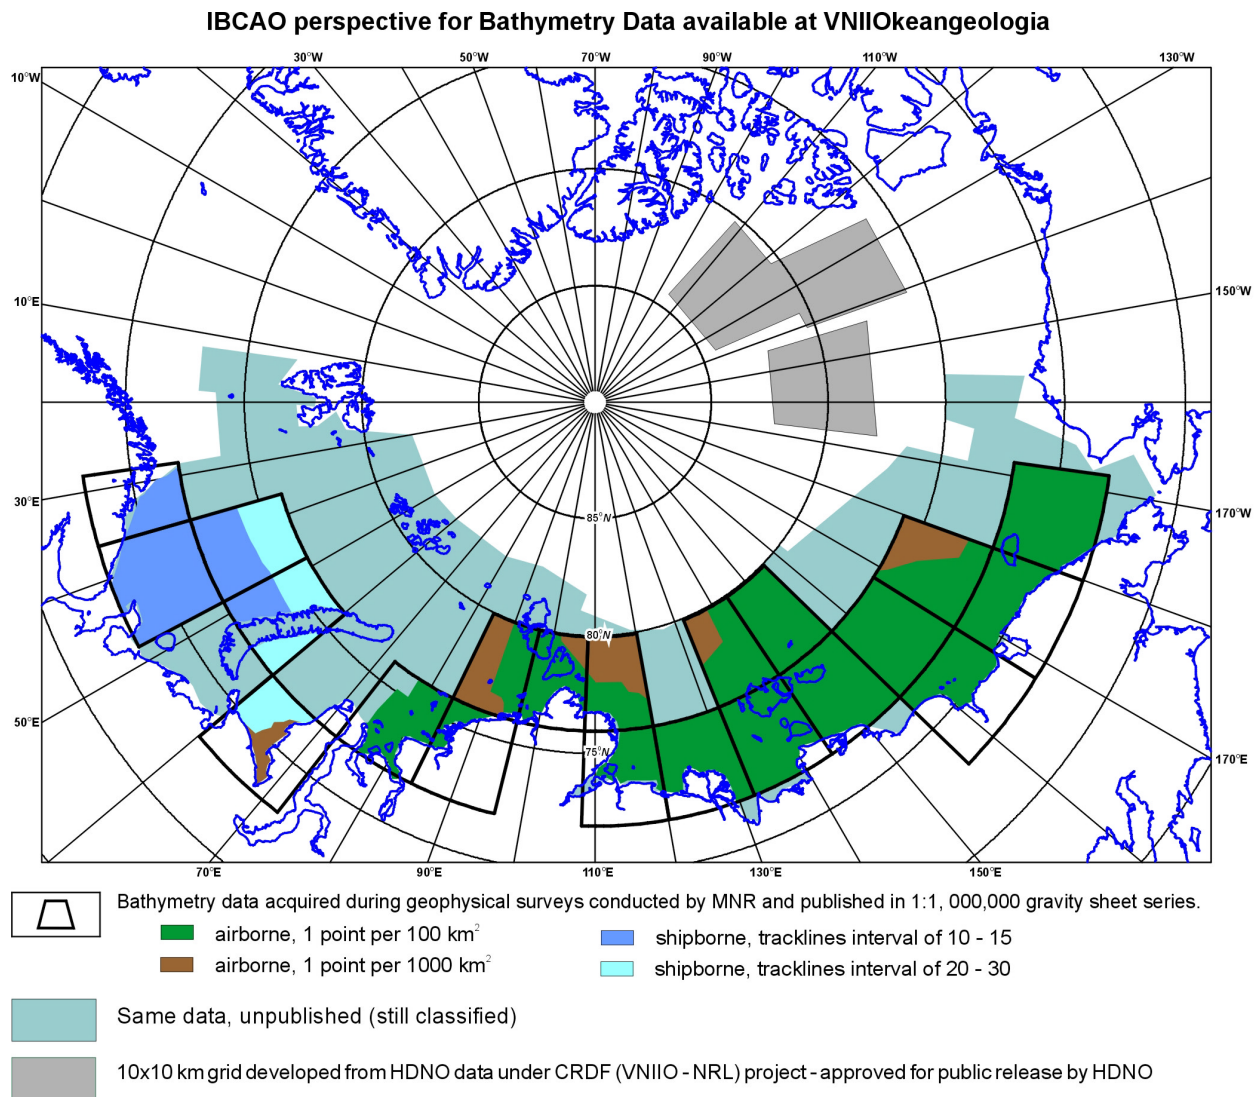 IBCAO perspective for Bathymetry Data available at VNIIOkeangeologia
10°W
30°W
50°W
70°W
90°W
110°W
130°W
10°E
150°W
30°E
170°W
85°N
80°N
50°E
75°N
170°E
70°E
90°E
110°E
130°E
150°E
Bathymetry data acquired during geophysical surveys conducted by MNR and published in 1:1, 000,000 gravity sheet series.
airborne, 1 point per 100 km²
shipborne, tracklines interval of 10 - 15
airborne, 1 point per 1000 km²
shipborne, tracklines interval of 20 - 30
Same data, unpublished (still classified)
10x10 km grid developed from HDNO data under CRDF (VNIIO - NRL) project - approved for public release by HDNO